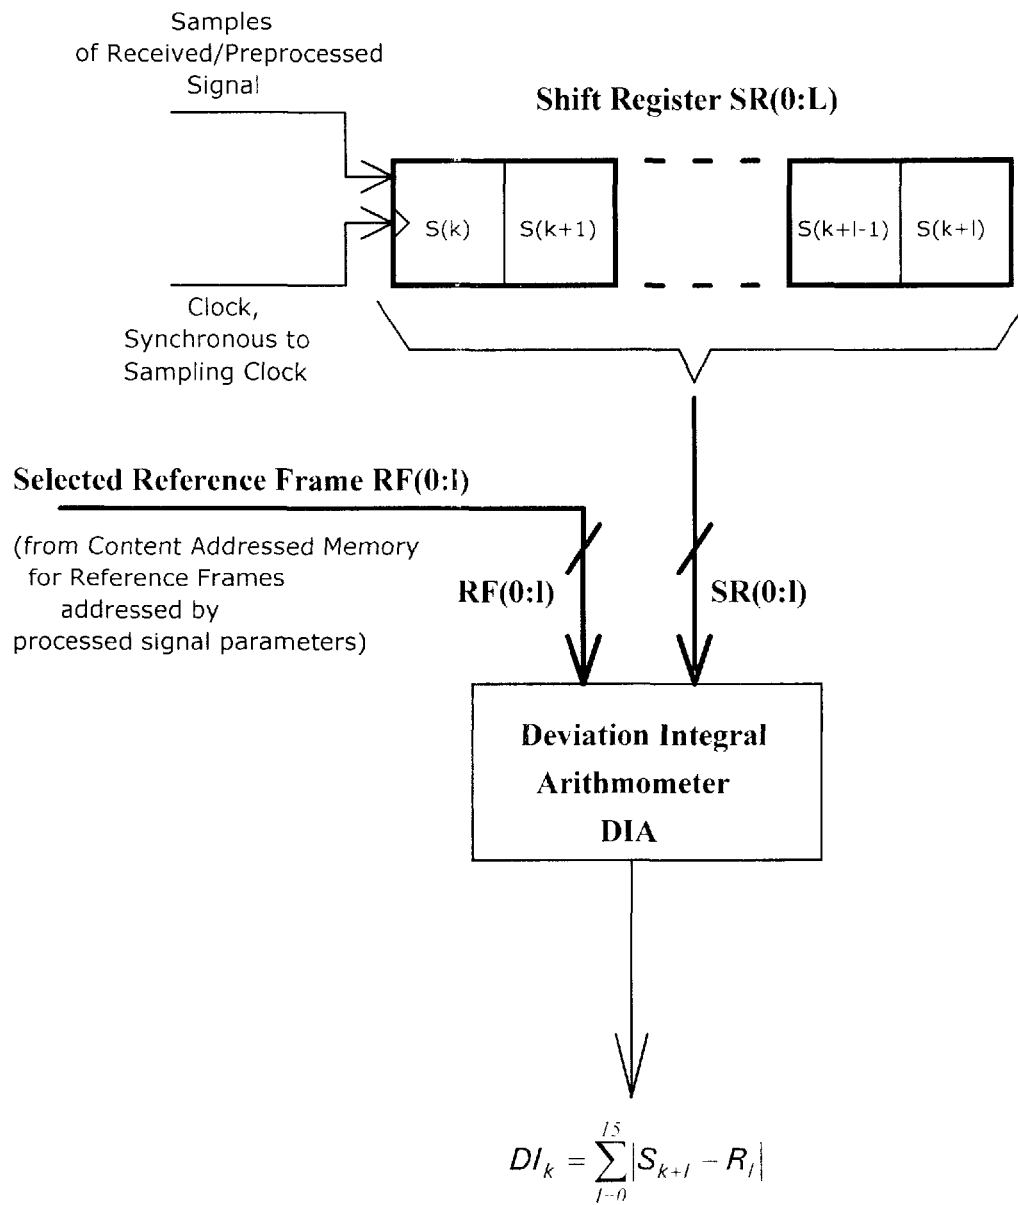 Samples
of Received/Preprocessed
Signal
Shift Register SR(0:L)
S(k)
S(k+1)
S(k+l-1)
S(k+l)
Clock,
Synchronous to
Sampling Clock
Selected Reference Frame RF(0:l)
(from Content Addressed Memory
for Reference Frames
addressed by
processed signal parameters)
RF(0:l)
SR(0:l)
Deviation Integral
Arithmometer
DIA
DI_k = \sum_{l=0}^{15} |S_{k+l} - R_l|